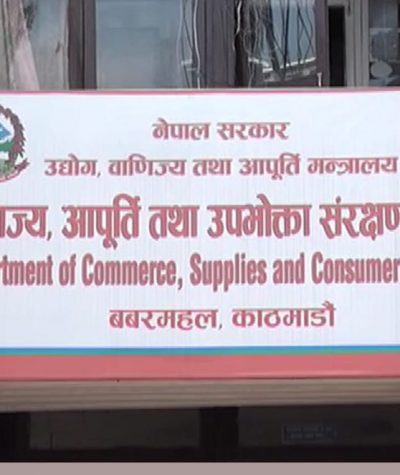 नेपाल सरकार
उद्योग, वाणिज्य तथा आपूर्ति मन्त्रालय
ज्य, आपूर्ति तथा उपभोक्ता संरक्षण
rtment of Commerce, Supplies and Consumer
बबरमहल, काठमाडौं